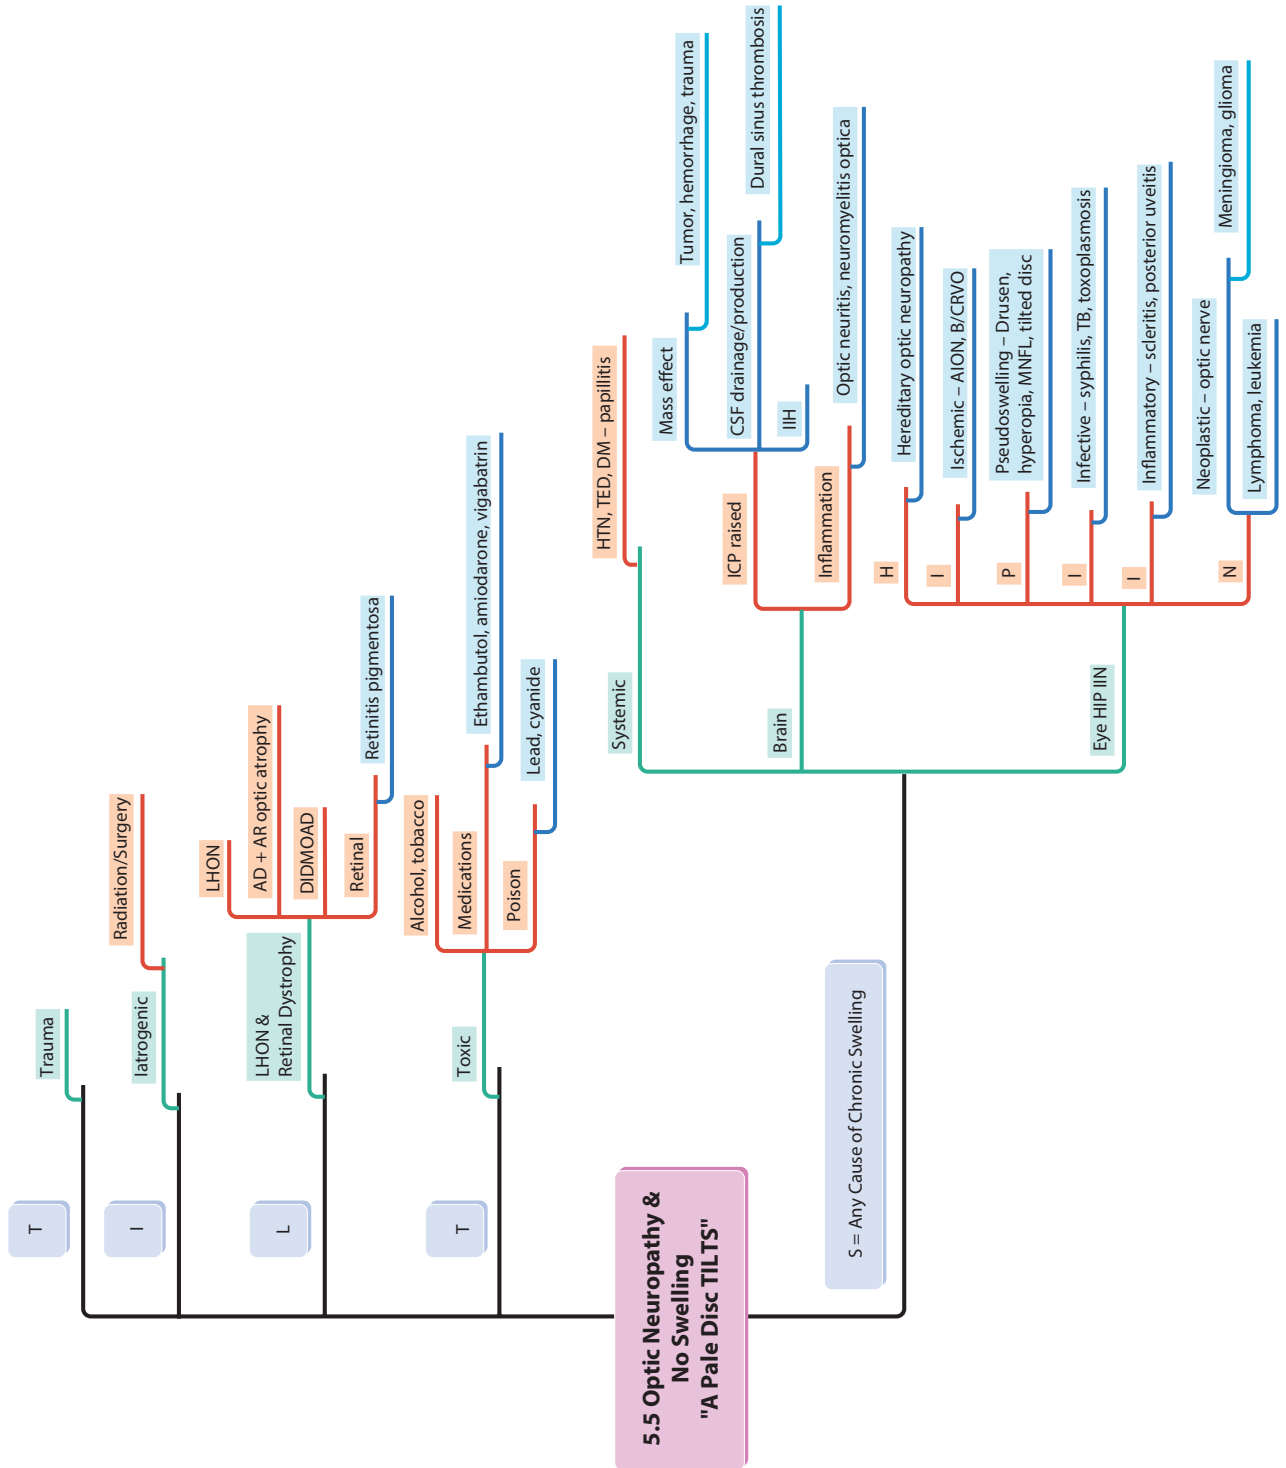 5.5 Optic Neuropathy &
No Swelling
"A Pale Disc TILTS"
T
Trauma
I
Iatrogenic
Radiation/Surgery
L
LHON &
Retinal Dystrophy
LHON
AD + AR optic atrophy
DIDMOAD
Retinal
Retinitis pigmentosa
T
Toxic
Alcohol, tobacco
Medications
Ethambutol, amiodarone, vigabatrin
Poison
Lead, cyanide
S = Any Cause of Chronic Swelling
Systemic
HTN, TED, DM – papillitis
Brain
ICP raised
Mass effect
Tumor, hemorrhage, trauma
CSF drainage/production
Dural sinus thrombosis
IIH
Inflammation
Optic neuritis, neuromyelitis optica
Eye HIP IIN
H
Hereditary optic neuropathy
I
Ischemic – AION, B/CRVO
P
Pseudoswelling – Drusen,
hyperopia, MNFL, tilted disc
I
Infective – syphilis, TB, toxoplasmosis
I
Inflammatory – scleritis, posterior uveitis
N
Neoplastic – optic nerve
Meningioma, glioma
Lymphoma, leukemia